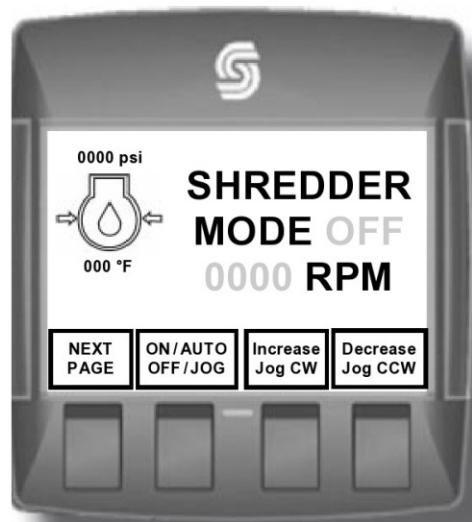 0000 psi
000 °F
SHREDDER
MODE OFF
0000 RPM
NEXT
PAGE
ON/AUTO
OFF/JOG
Increase
Jog CW
Decrease
Jog CCW